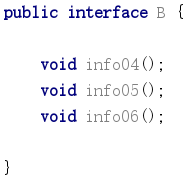 public interface B {
void info04();
void info05();
void info06();
}